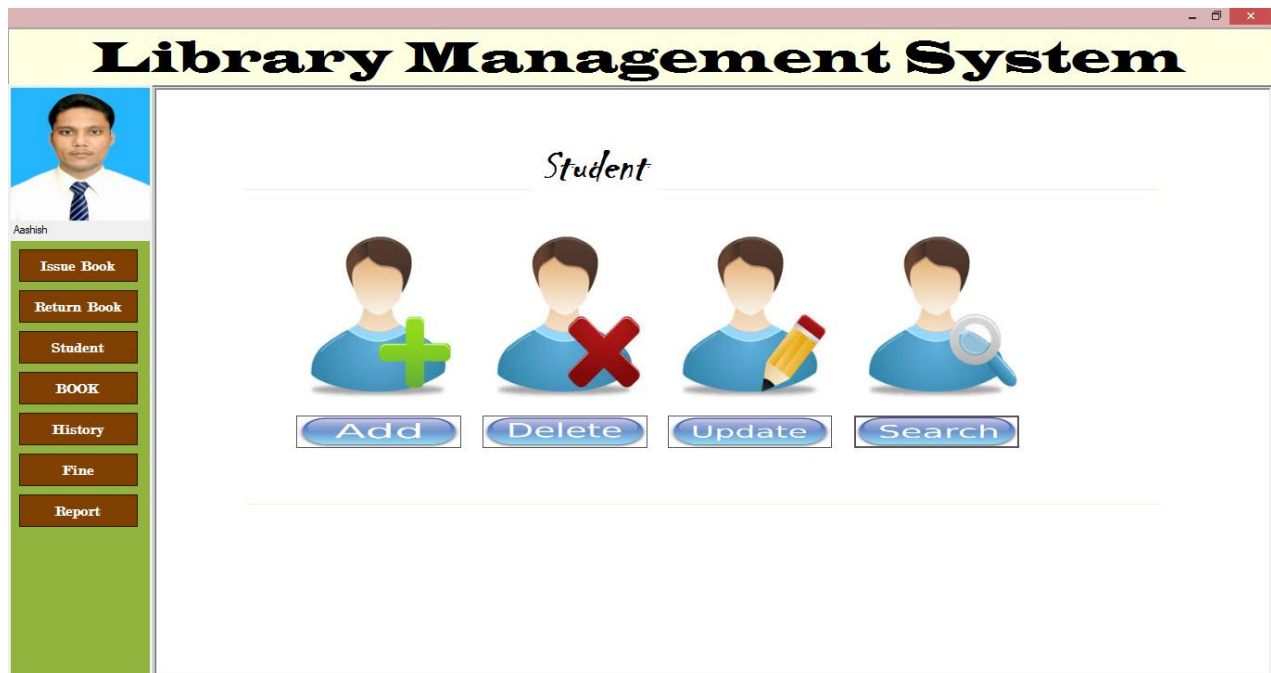 Library Management System
Student
Aashish
Issue Book
Return Book
Student
BOOK
History
Fine
Report
Add
Delete
Update
Search